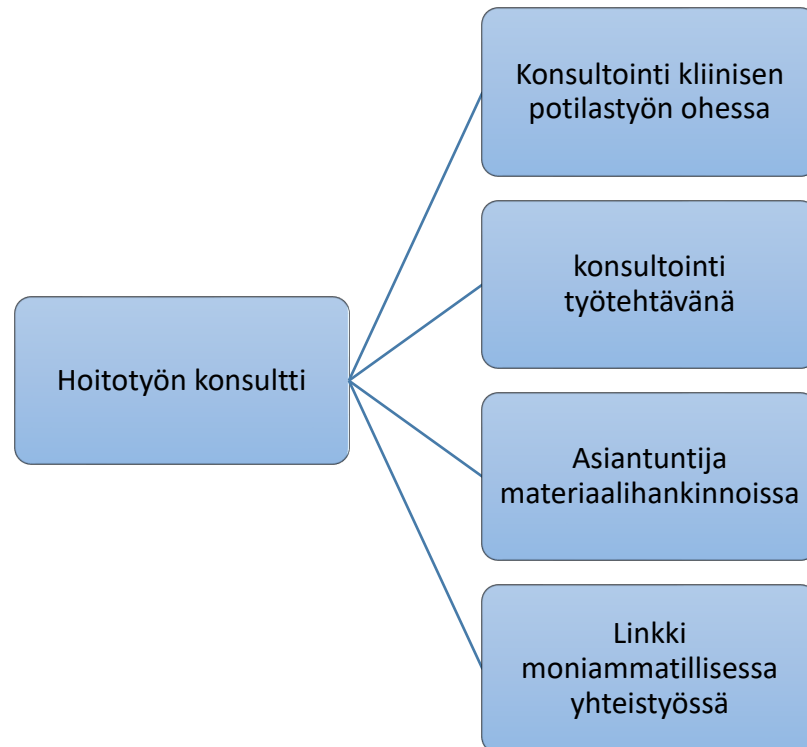 Konsultointi kliinisen
potilastyön ohessa
konsultointi
työtehtävänä
Hoitotyön konsultti
Asiantuntija
materiaalihankinnoissa
Linkki
moniammatillisessa
yhteistyössä